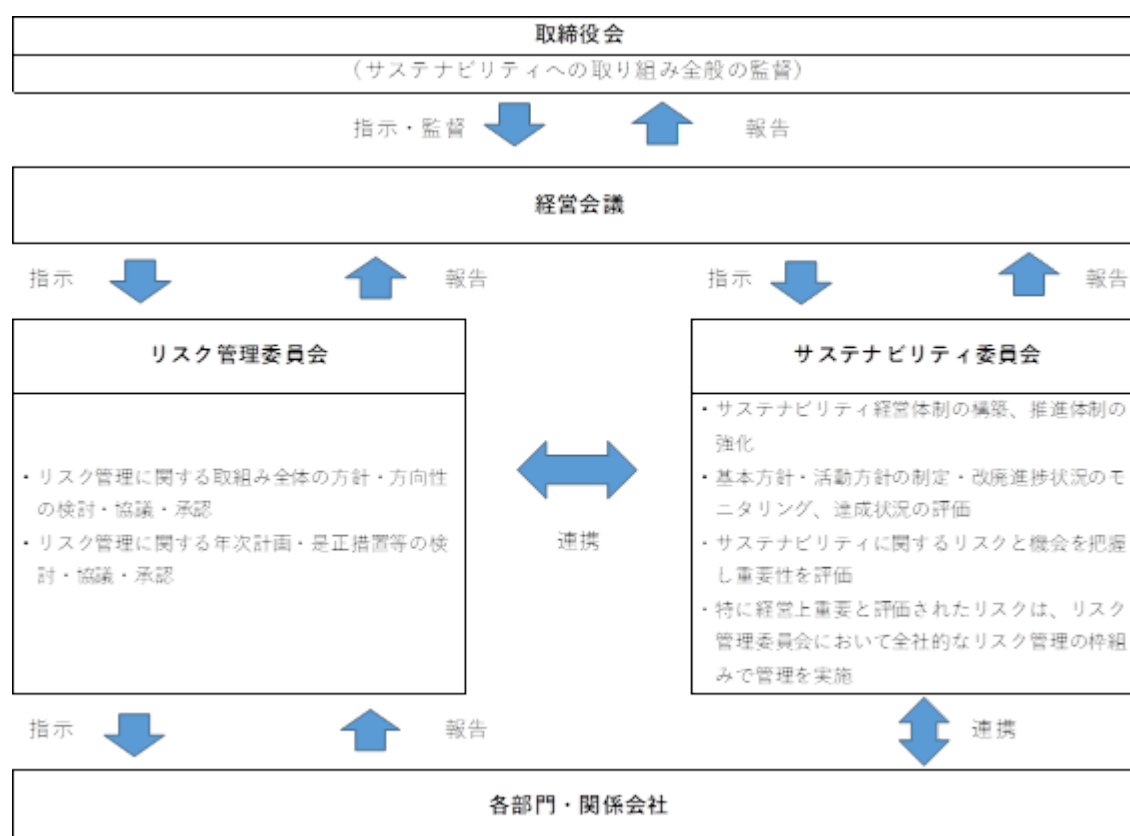 取締役会
（サステナビリティへの取り組み全般の監督）
指示・監督
報告
経営会議
指示
報告
指示
報告
リスク管理委員会
・リスク管理に関する取組み全体の方針・方向性
の検討・協議・承認
・リスク管理に関する年次計画・是正措置等の検
討・協議・承認
連携
サステナビリティ委員会
・サステナビリティ経営体制の構築、推進体制の
強化
・基本方針・活動方針の制定・改廃進捗状況のモ
ニタリング、達成状況の評価
・サステナビリティに関するリスクと機会を把握
し重要性を評価
・特に経営上重要と評価されたリスクは、リスク
管理委員会において全社的なリスク管理の枠組
みで管理を実施
指示
報告
連携
各部門・関係会社